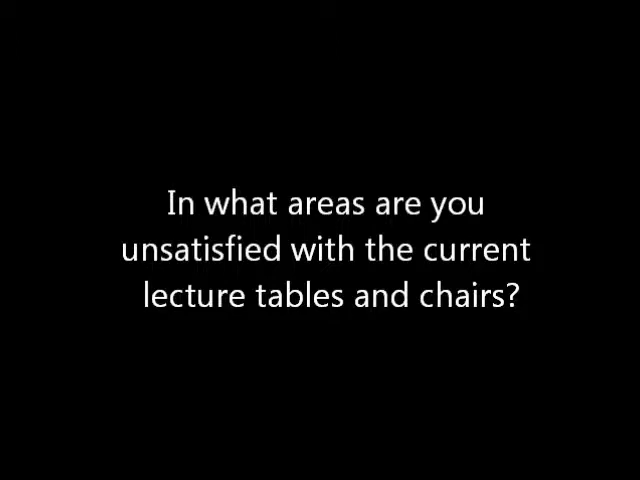 In what areas are you
unsatisfied with the current
lecture tables and chairs?